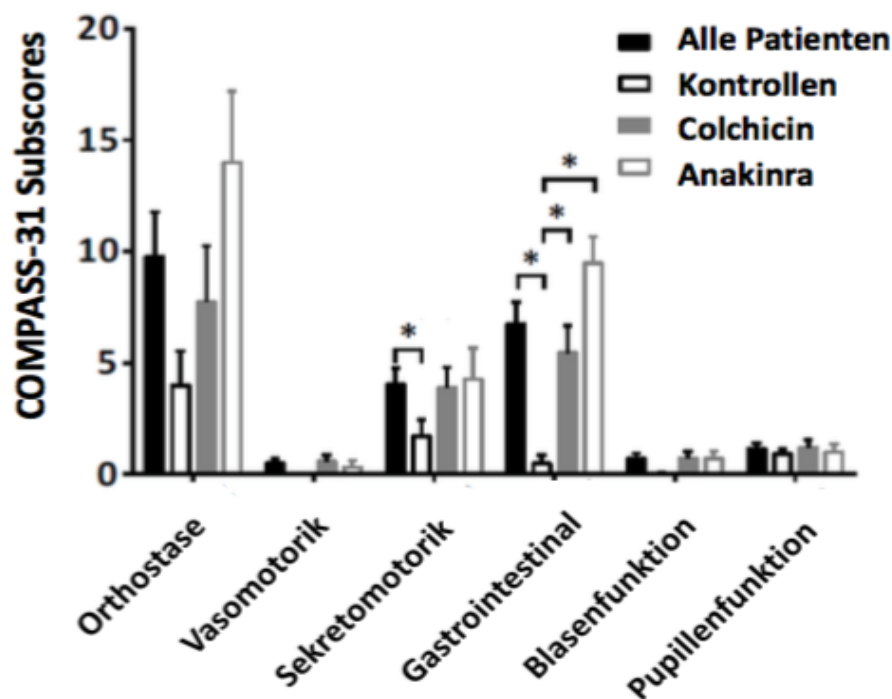 COMPASS-31 Subscores
20
15
10
5
0
Alle Patienten
Kontrollen
Colchicin
Anakinra
*
*
*
*
Orthostase
Vasomotorik
Sekretomotorik
Gastrointestinal
Blasenfunktion
Pupillenfunktion